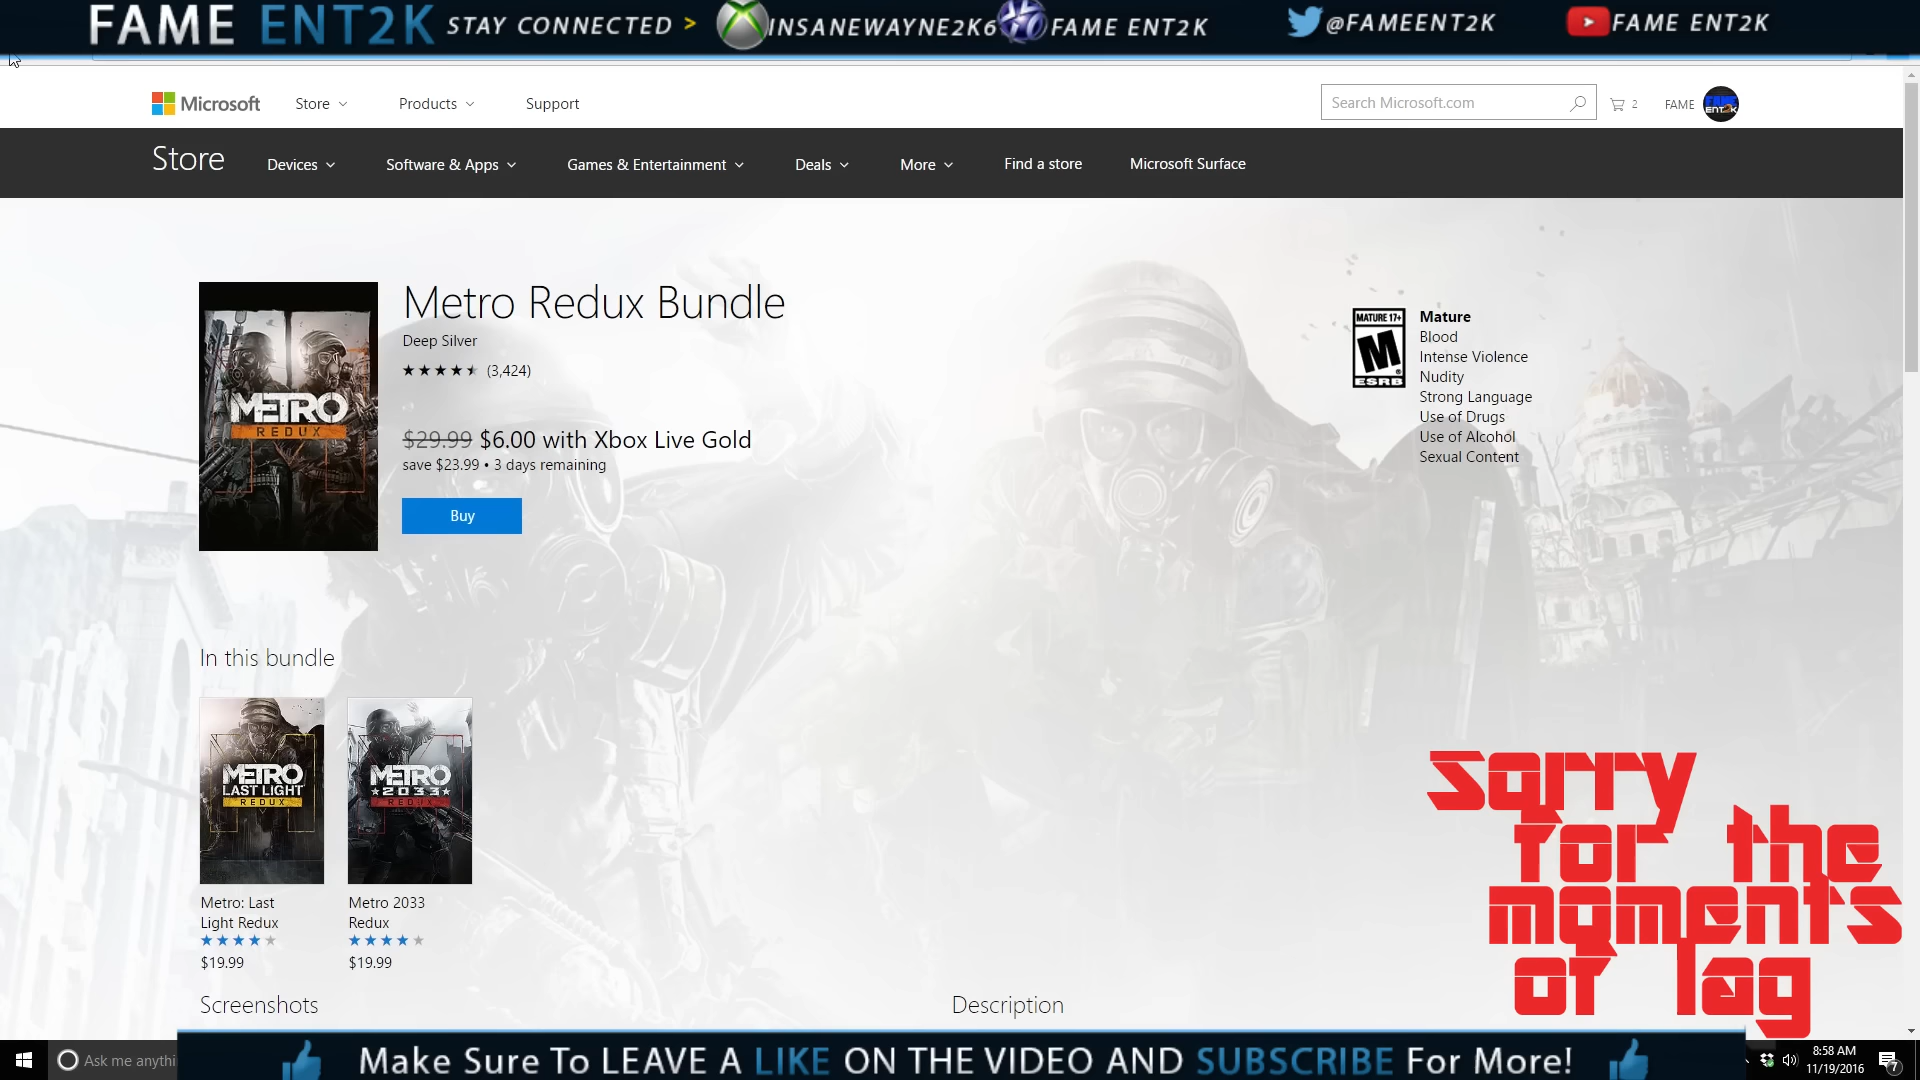 FAME ENT2K STAY CONNECTED > INSANEWAYNE2K6 FAME ENT2K @FAMEENT2K FAME ENT2K
Microsoft Store Products Support Search Microsoft.com 2 FAME
Store Devices Software & Apps Games & Entertainment Deals More Find a store Microsoft Surface
METRO
REDUX
Metro Redux Bundle
Deep Silver
(3,424)
$29.99 $6.00 with Xbox Live Gold
save $23.99 • 3 days remaining
Buy
MATURE 17+
M
ESRB
Mature
Blood
Intense Violence
Nudity
Strong Language
Use of Drugs
Use of Alcohol
Sexual Content
In this bundle
METRO
LAST LIGHT
REDUX
METRO
2033
REDUX
Metro: Last
Light Redux
$19.99
Metro 2033
Redux
$19.99
Screenshots
Description
Sorry
for the
moments
of lag
Ask me anythi
Make Sure To LEAVE A LIKE ON THE VIDEO AND SUBSCRIBE For More!
8:58 AM
11/19/2016
7